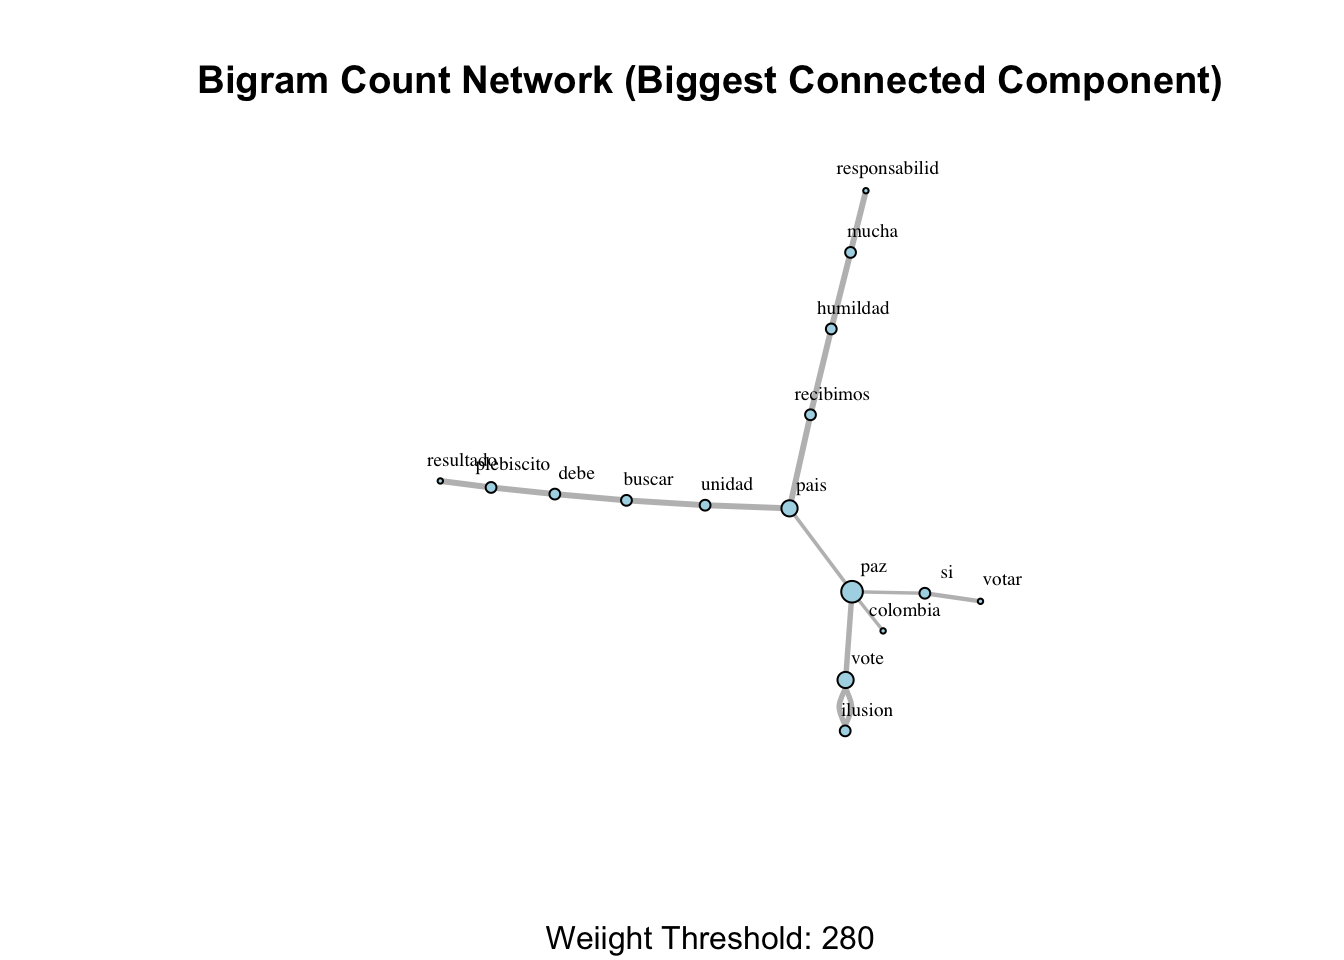 Bigram Count Network (Biggest Connected Component)
responsabilid
mucha
humildad
recibimos
resultado
plebiscito
debe
buscar
unidad
pais
paz
si
votar
colombia
vote
ilusion
Weiight Threshold: 280